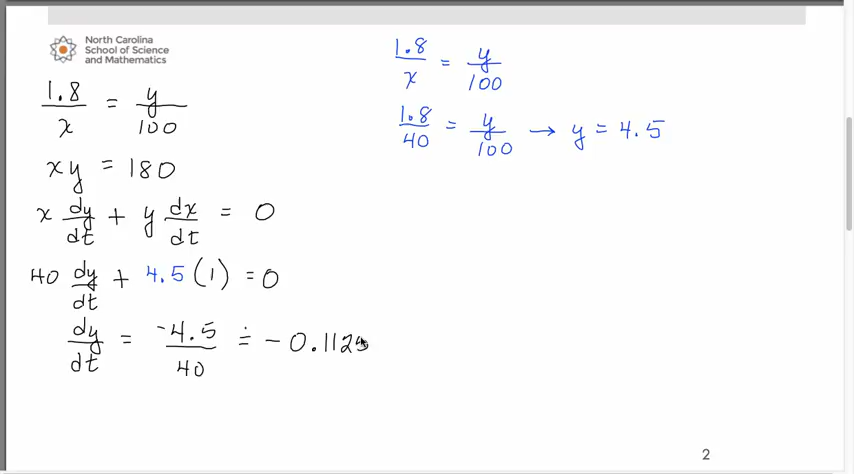 North Carolina
School of Science
and Mathematics
1.8/x = y/100
xy = 180
x dy/dt + y dx/dt = 0
40 dy/dt + 4.5 (1) = 0
dy/dt = -4.5/40 ≐ -0.1125
1.8/x = y/100
1.8/40 = y/100 → y = 4.5
2